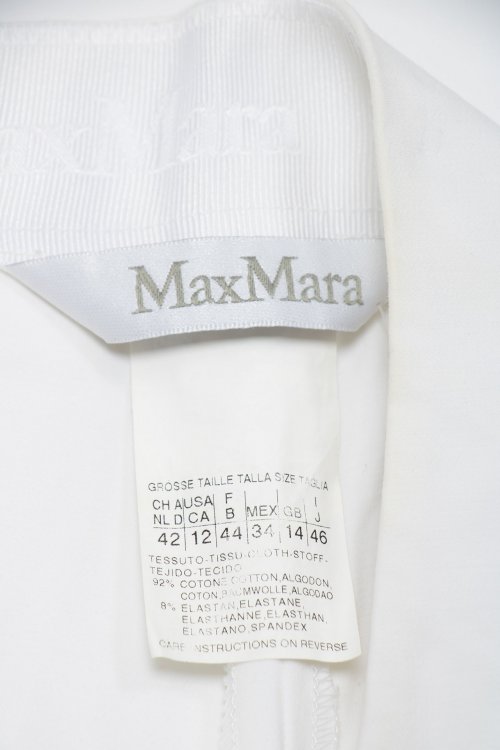 MaxMara
GROSSE TAILLE TALLA SIZE TAGLIA
CH A USA F I
NL D CA B MEX GB J
42 12 44 34 14 46
TESSUTO-TISSU-CLOTH-STOFF-
TEJIDO-TECIDO
92% COTONE,COTTON,ALGODON,
COTON,BAUMWOLLE,ALGODAO
8% ELASTAN,ELASTANE,
ELASTHANNE,ELASTHAN,
ELASTANO,SPANDEX
CARE INSTRUCTIONS ON REVERSE